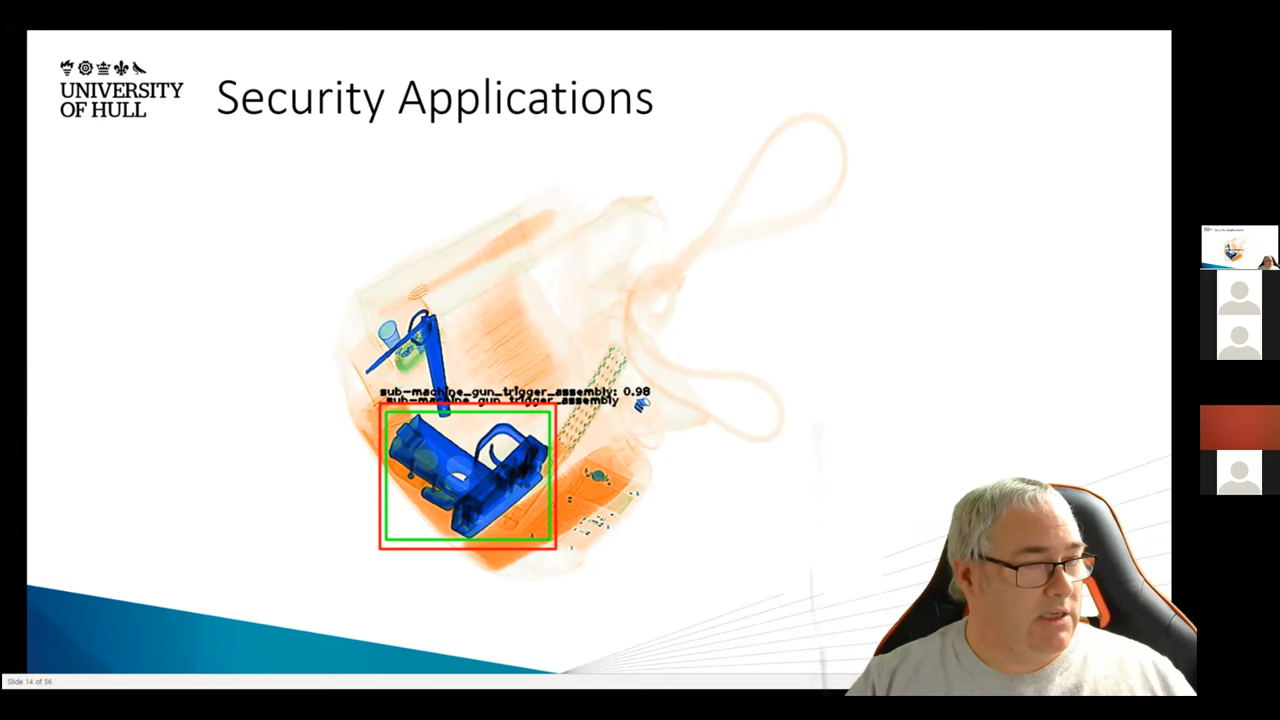 UNIVERSITY
OF HULL
Security Applications
sub-machine_gun_trigger_assembly: 0.98
sub-machine_gun_trigger_assembly
Slide 14 of 56